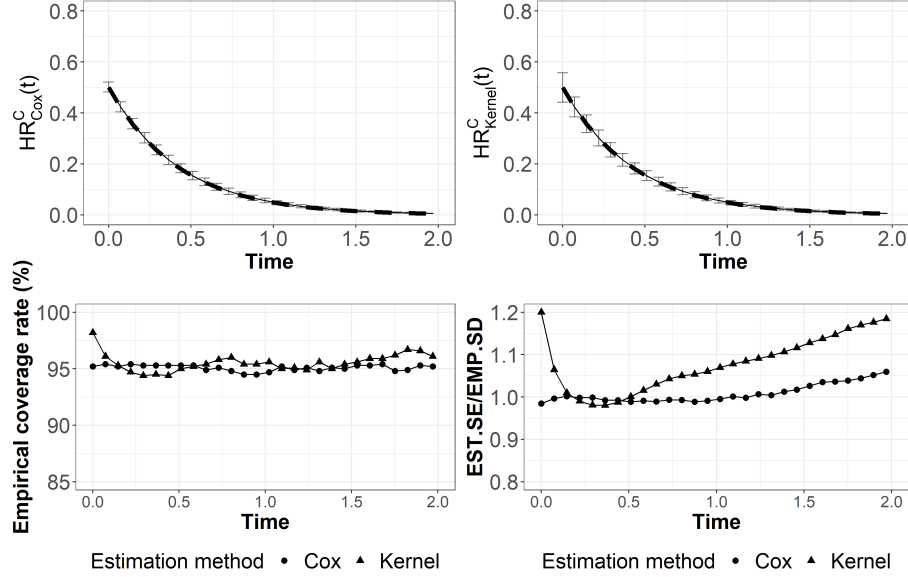 HR^C_Cox(t)
0.8
0.6
0.4
0.2
0.0
0.0 0.5 1.0 1.5 2.0
Time
HR^C_Kernel(t)
0.8
0.6
0.4
0.2
0.0
0.0 0.5 1.0 1.5 2.0
Time
Empirical coverage rate (%)
100
95
90
85
0.0 0.5 1.0 1.5 2.0
Time
Estimation method Cox Kernel
EST.SE/EMP.SD
1.2
1.1
1.0
0.9
0.8
0.0 0.5 1.0 1.5 2.0
Time
Estimation method Cox Kernel